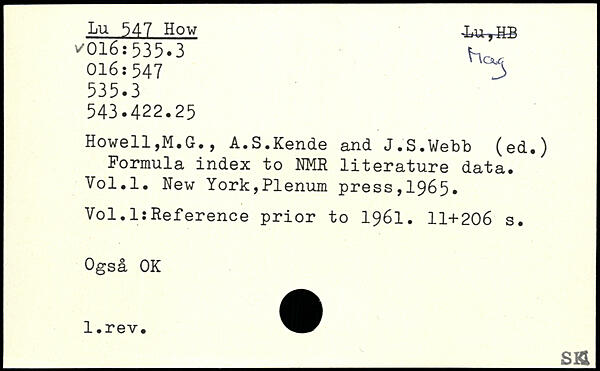 Lu 547 How
Lu,HB
✓016:535.3
Mag
016:547
535.3
543.422.25
Howell,M.G., A.S.Kende and J.S.Webb (ed.)
Formula index to NMR literature data.
Vol.1. New York,Plenum press,1965.
Vol.1:Reference prior to 1961. 11+206 s.
Også OK
1.rev.